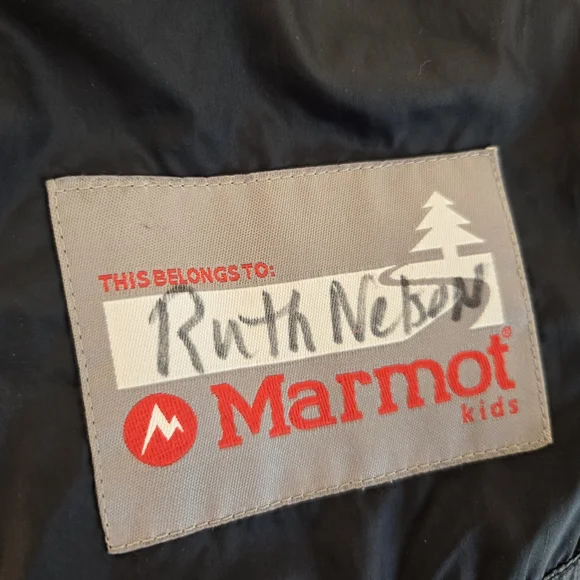 THIS BELONGS TO:
Ruth Nelson
Marmot®
kids